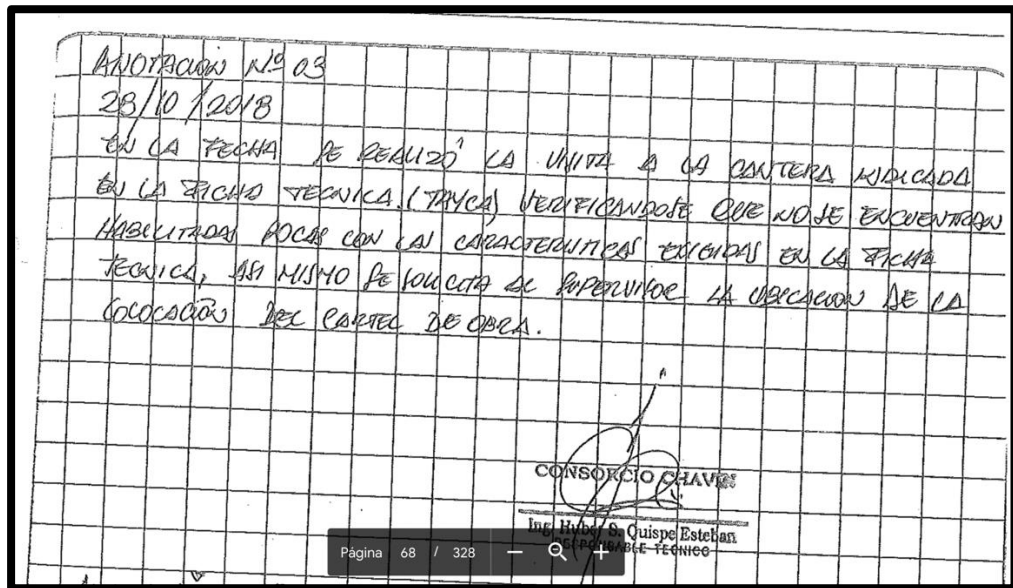 ANOTACION Nº 03
28/10/2018
EN LA FECHA SE REALIZÓ LA VISITA A LA CANTERA INDICADA
EN LA FICHA TECNICA. (TAYCA) VERIFICANDOSE QUE NO SE ENCUENTRAN
HABILITADAS ROCAS CON LAS CARACTERISTICAS EXIGIDAS EN LA FICHA
TECNICA, ASI MISMO SE SOLICITA AL SUPERVISOR LA UBICACION DE LA
COLOCACIÓN DEL CARTEL DE OBRA.
CONSORCIO CHAVIN
Ing. Huber S. Quispe Esteban
RESPONSABLE TECNICO
Página 68 / 328